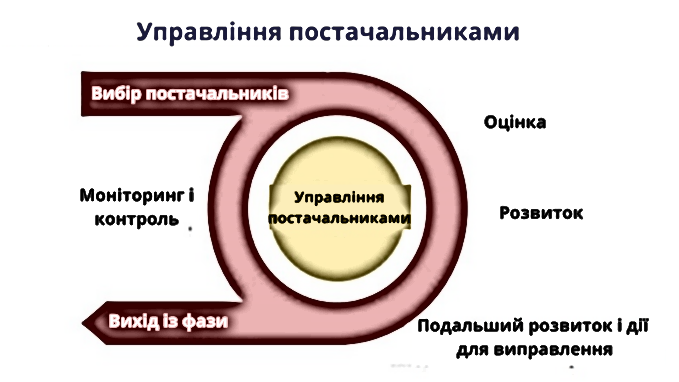 Управління постачальниками
Вибір постачальників
Оцінка
Моніторинг і
контроль
Управління
постачальниками
Розвиток
Вихід із фази
Подальший розвиток і дії
для виправлення